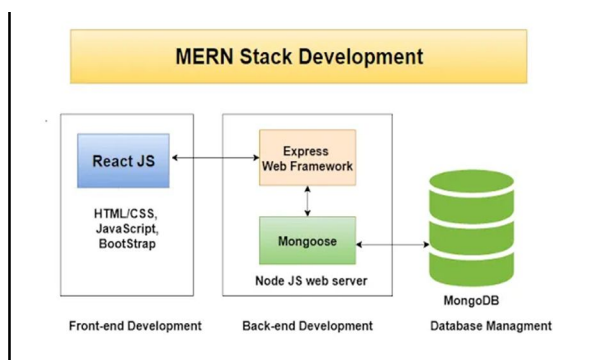 MERN Stack Development
React JS
HTML/CSS,
JavaScript,
BootStrap
Front-end Development
Express
Web Framework
Mongoose
Node JS web server
Back-end Development
MongoDB
Database Managment